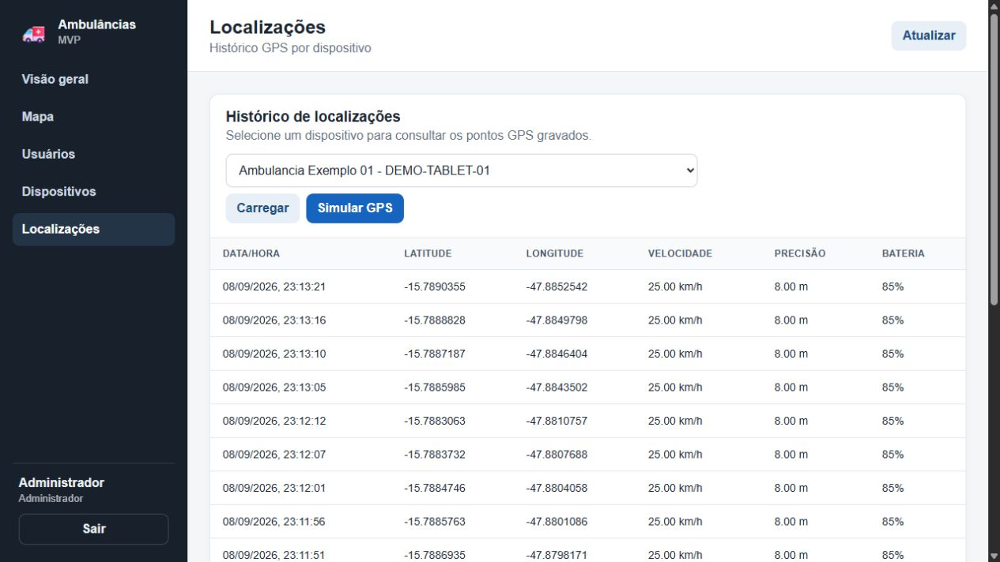 Ambulâncias
MVP
Visão geral
Mapa
Usuários
Dispositivos
Localizações
Administrador
Administrador
Sair
Localizações
Histórico GPS por dispositivo
Atualizar
Histórico de localizações
Selecione um dispositivo para consultar os pontos GPS gravados.
Ambulancia Exemplo 01 - DEMO-TABLET-01
Carregar Simular GPS
DATA/HORA LATITUDE LONGITUDE VELOCIDADE PRECISÃO BATERIA
08/09/2026, 23:13:21 -15.7890355 -47.8852542 25.00 km/h 8.00 m 85%
08/09/2026, 23:13:16 -15.7888828 -47.8849798 25.00 km/h 8.00 m 85%
08/09/2026, 23:13:10 -15.7887187 -47.8846404 25.00 km/h 8.00 m 85%
08/09/2026, 23:13:05 -15.7885985 -47.8843502 25.00 km/h 8.00 m 85%
08/09/2026, 23:12:12 -15.7883063 -47.8810757 25.00 km/h 8.00 m 85%
08/09/2026, 23:12:07 -15.7883732 -47.8807688 25.00 km/h 8.00 m 85%
08/09/2026, 23:12:01 -15.7884746 -47.8804058 25.00 km/h 8.00 m 85%
08/09/2026, 23:11:56 -15.7885763 -47.8801086 25.00 km/h 8.00 m 85%
08/09/2026, 23:11:51 -15.7886935 -47.8798171 25.00 km/h 8.00 m 85%